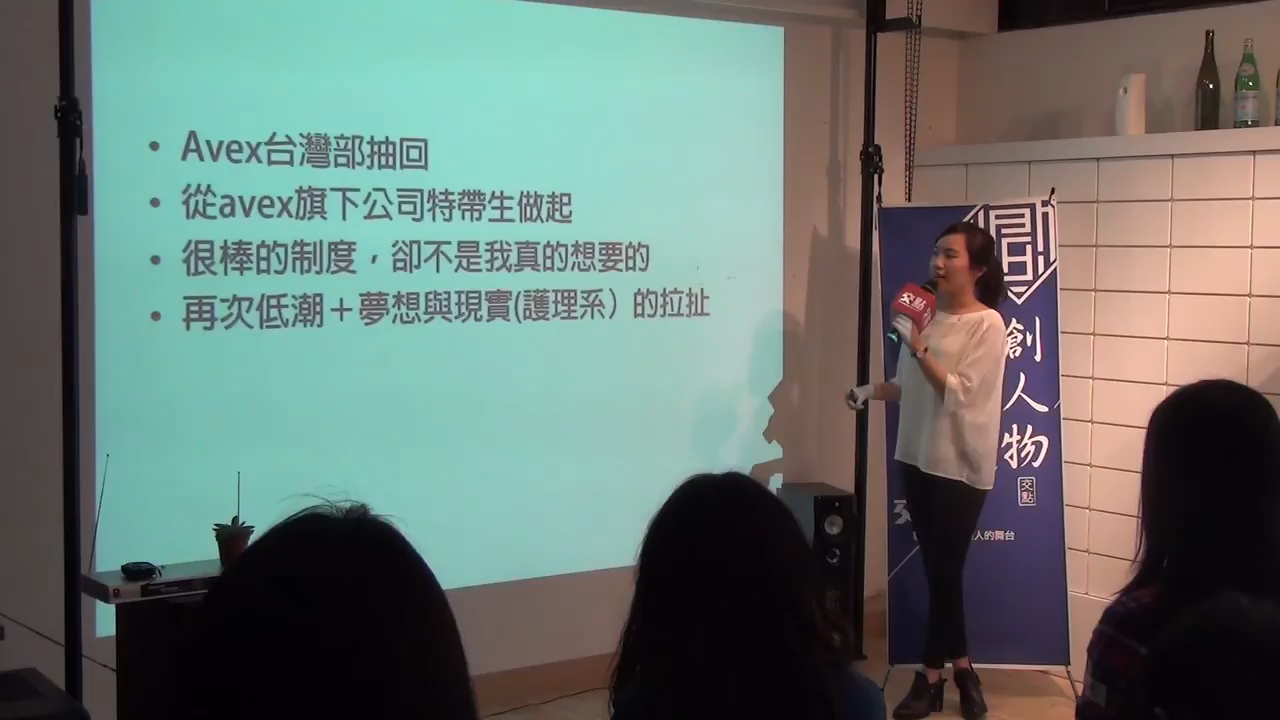 • Avex台灣部抽回
• 從avex旗下公司特帶生做起
• 很棒的制度，卻不是我真的想要的
• 再次低潮＋夢想與現實(護理系）的拉扯
交點
創人物
交點
人的舞台